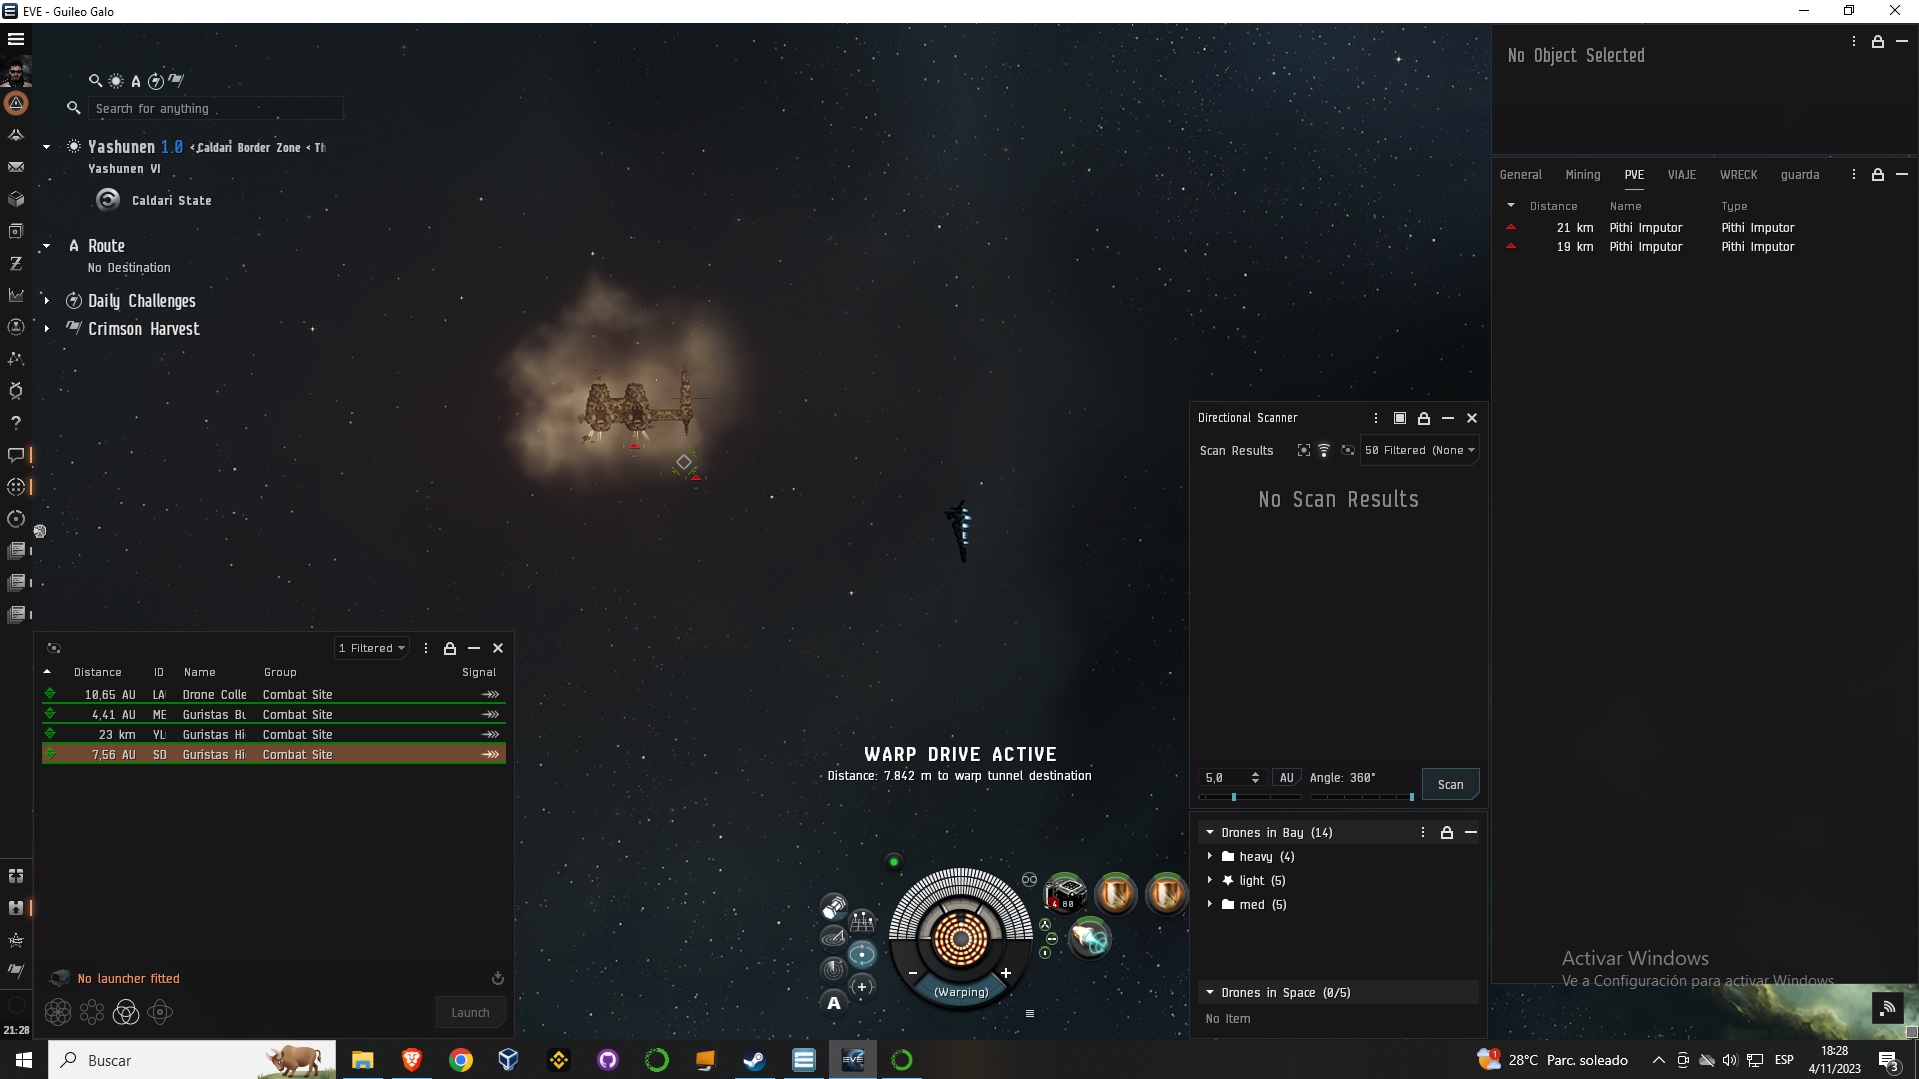 EVE - Guileo Galo
No Object Selected
Search for anything
Yashunen 1.0 < Caldari Border Zone < Th
Yashunen VI
Caldari State
Route
No Destination
Daily Challenges
Crimson Harvest
General Mining PVE VIAJE WRECK guarda
Distance Name Type
21 km Pithi Imputor Pithi Imputor
19 km Pithi Imputor Pithi Imputor
Directional Scanner
Scan Results 50 Filtered (None
No Scan Results
5,0 AU Angle: 360°
Scan
1 Filtered
Distance ID Name Group Signal
10,65 AU LA Drone Colle Combat Site
4,41 AU ME Guristas Bu Combat Site
23 km YL Guristas Hi Combat Site
7,56 AU SD Guristas Hi Combat Site
WARP DRIVE ACTIVE
Distance: 7.842 m to warp tunnel destination
Drones in Bay (14)
heavy (4)
light (5)
med (5)
Drones in Space (0/5)
No Item
4 80
(Warping)
A
No launcher fitted
Launch
Activar Windows
Ve a Configuración para activar Windows.
21:28
Buscar
1
28°C Parc. soleado
ESP
18:28
4/11/2023
3